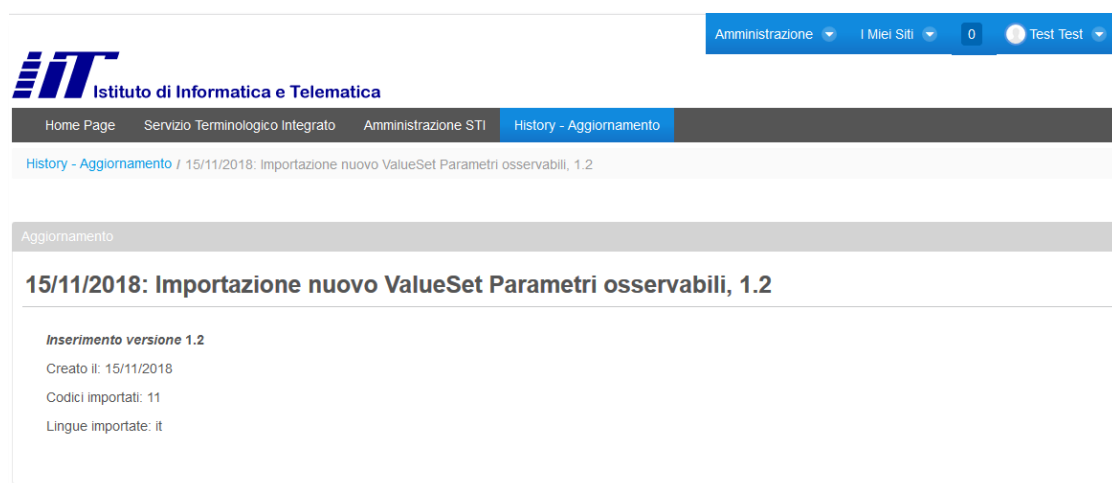 Amministrazione I Miei Siti 0 Test Test
iiT
Istituto di Informatica e Telematica
Home Page Servizio Terminologico Integrato Amministrazione STI History - Aggiornamento
History - Aggiornamento / 15/11/2018: Importazione nuovo ValueSet Parametri osservabili, 1.2
Aggiornamento
15/11/2018: Importazione nuovo ValueSet Parametri osservabili, 1.2
Inserimento versione 1.2
Creato il: 15/11/2018
Codici importati: 11
Lingue importate: it